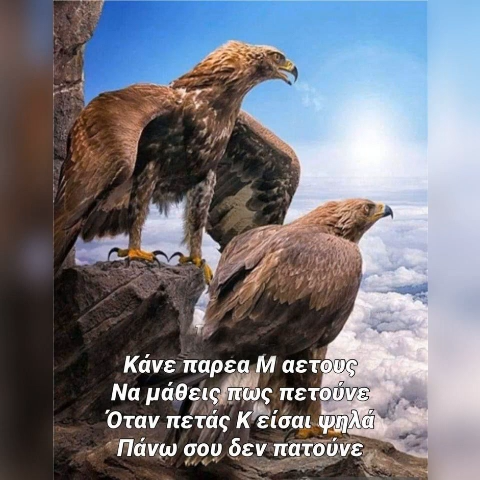 Κάνε παρεα Μ αετους
Να μάθεις πως πετούνε
Όταν πετάς Κ είσαι ψηλά
Πάνω σου δεν πατούνε